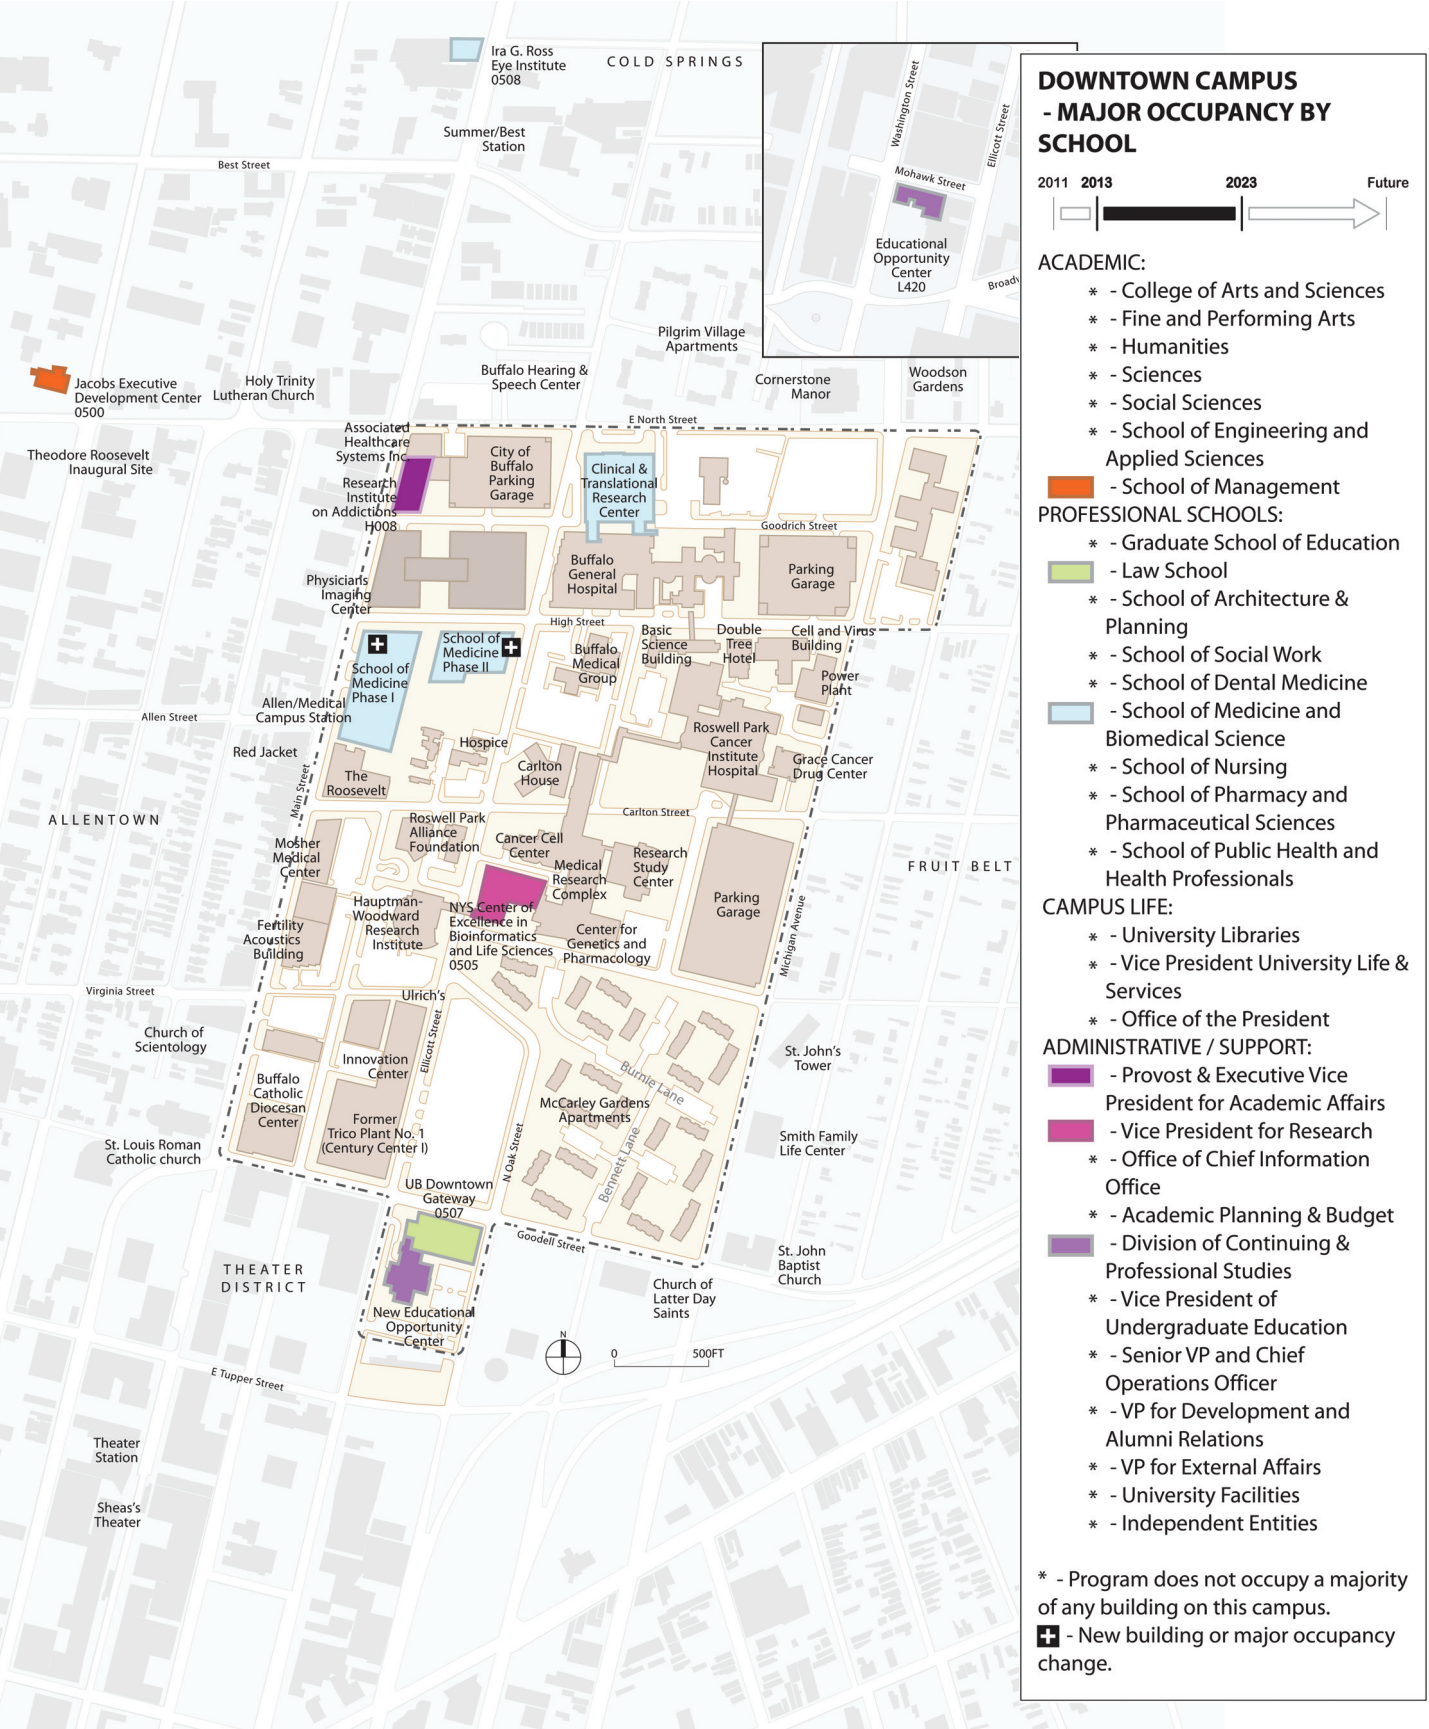 Ira G. Ross
Eye Institute
0508
COLD SPRINGS
Summer/Best
Station
Best Street
Washington Street
Ellicott Street
Mohawk Street
Educational
Opportunity
Center
L420
Pilgrim Village
Apartments
Buffalo Hearing &
Speech Center
Cornerstone
Manor
Woodson
Gardens
Jacobs Executive
Development Center
0500
Holy Trinity
Lutheran Church
Theodore Roosevelt
Inaugural Site
E North Street
Associated
Healthcare
Systems Inc.
Research
Institute
on Addictions
H008
City of
Buffalo
Parking
Garage
Clinical &
Translational
Research
Center
Goodrich Street
Buffalo
General
Hospital
Parking
Garage
Physicians
Imaging
Center
High Street
School of
Medicine
Phase I
School of
Medicine
Phase II
Buffalo
Medical
Group
Basic
Science
Building
Double
Tree
Hotel
Cell and Virus
Building
Power
Plant
Allen/Medical
Campus Station
Allen Street
Red Jacket
Hospice
Carlton
House
Roswell Park
Cancer
Institute
Hospital
Grace Cancer
Drug Center
The
Roosevelt
Main Street
ALLENTOWN
Carlton Street
Roswell Park
Alliance
Foundation
Cancer Cell
Center
Mosher
Medical
Center
Medical
Research
Complex
Research
Study
Center
Parking
Garage
FRUIT BELT
Hauptman-
Woodward
Research
Institute
NYS Center of
Excellence in
Bioinformatics
and Life Sciences
0505
Center for
Genetics and
Pharmacology
Michigan Avenue
Fertility
Acoustics
Building
Virginia Street
Ulrich's
Church of
Scientology
Innovation
Center
Ellicott Street
Burnie Lane
St. John's
Tower
Buffalo
Catholic
Diocesan
Center
McCarley Gardens
Apartments
Former
Trico Plant No. 1
(Century Center I)
N Oak Street
Bennett Lane
Smith Family
Life Center
St. Louis Roman
Catholic church
UB Downtown
Gateway
0507
Goodell Street
THEATER
DISTRICT
St. John
Baptist
Church
Church of
Latter Day
Saints
New Educational
Opportunity
Center
N
0 500FT
E Tupper Street
Theater
Station
Sheas's
Theater
DOWNTOWN CAMPUS
- MAJOR OCCUPANCY BY
SCHOOL
2011 2013 2023 Future
ACADEMIC:
* - College of Arts and Sciences
* - Fine and Performing Arts
* - Humanities
* - Sciences
* - Social Sciences
* - School of Engineering and
Applied Sciences
- School of Management
PROFESSIONAL SCHOOLS:
* - Graduate School of Education
- Law School
* - School of Architecture &
Planning
* - School of Social Work
* - School of Dental Medicine
- School of Medicine and
Biomedical Science
* - School of Nursing
* - School of Pharmacy and
Pharmaceutical Sciences
* - School of Public Health and
Health Professionals
CAMPUS LIFE:
* - University Libraries
* - Vice President University Life &
Services
* - Office of the President
ADMINISTRATIVE / SUPPORT:
- Provost & Executive Vice
President for Academic Affairs
- Vice President for Research
* - Office of Chief Information
Office
* - Academic Planning & Budget
- Division of Continuing &
Professional Studies
* - Vice President of
Undergraduate Education
* - Senior VP and Chief
Operations Officer
* - VP for Development and
Alumni Relations
* - VP for External Affairs
* - University Facilities
* - Independent Entities
* - Program does not occupy a majority
of any building on this campus.
- New building or major occupancy
change.